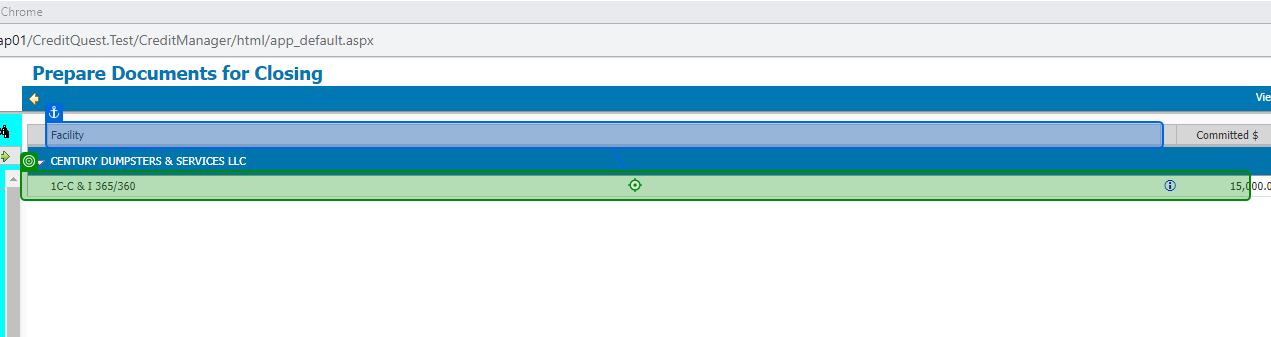 Chrome
ap01/CreditQuest.Test/CreditManager/html/app_default.aspx
Prepare Documents for Closing
Vie
Facility Committed $
CENTURY DUMPSTERS & SERVICES LLC
1C-C & I 365/360 15,000.0